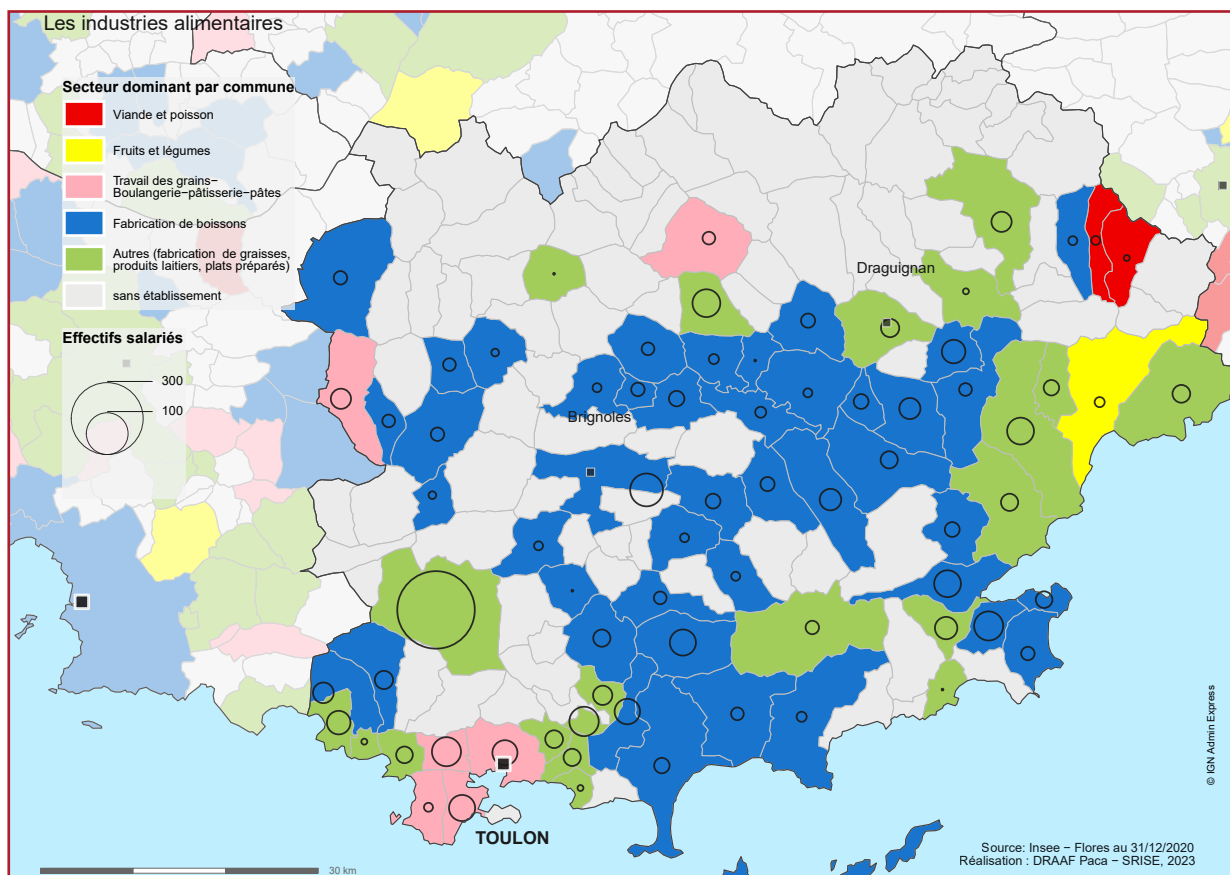 Les industries alimentaires
Secteur dominant par commune
Viande et poisson
Fruits et légumes
Travail des grains−
Boulangerie−pâtisserie−pâtes
Fabrication de boissons
Autres (fabrication de graisses,
produits laitiers, plats préparés)
sans établissement
Effectifs salariés
300
100
Draguignan
Brignoles
TOULON
30 km
© IGN Admin Express
Source: Insee − Flores au 31/12/2020
Réalisation : DRAAF Paca − SRISE, 2023